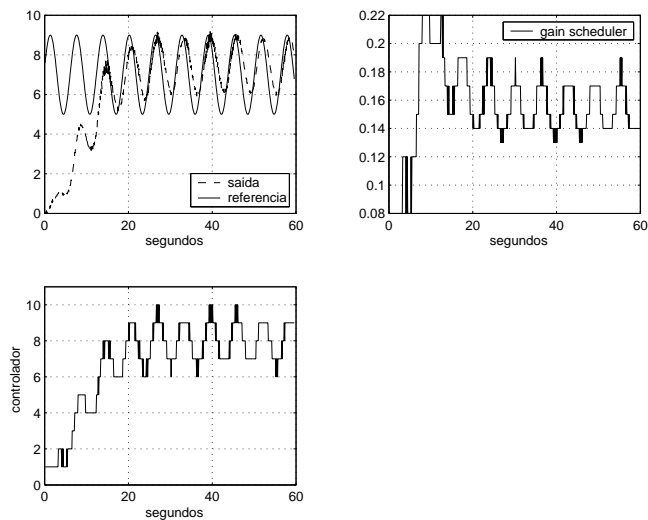 10
8
6
4
2
0
saida
referencia
0 20 40 60
segundos
0.22
0.2
0.18
0.16
0.14
0.12
0.1
0.08
gain scheduler
0 20 40 60
segundos
controlador
10
8
6
4
2
0
0 20 40 60
segundos